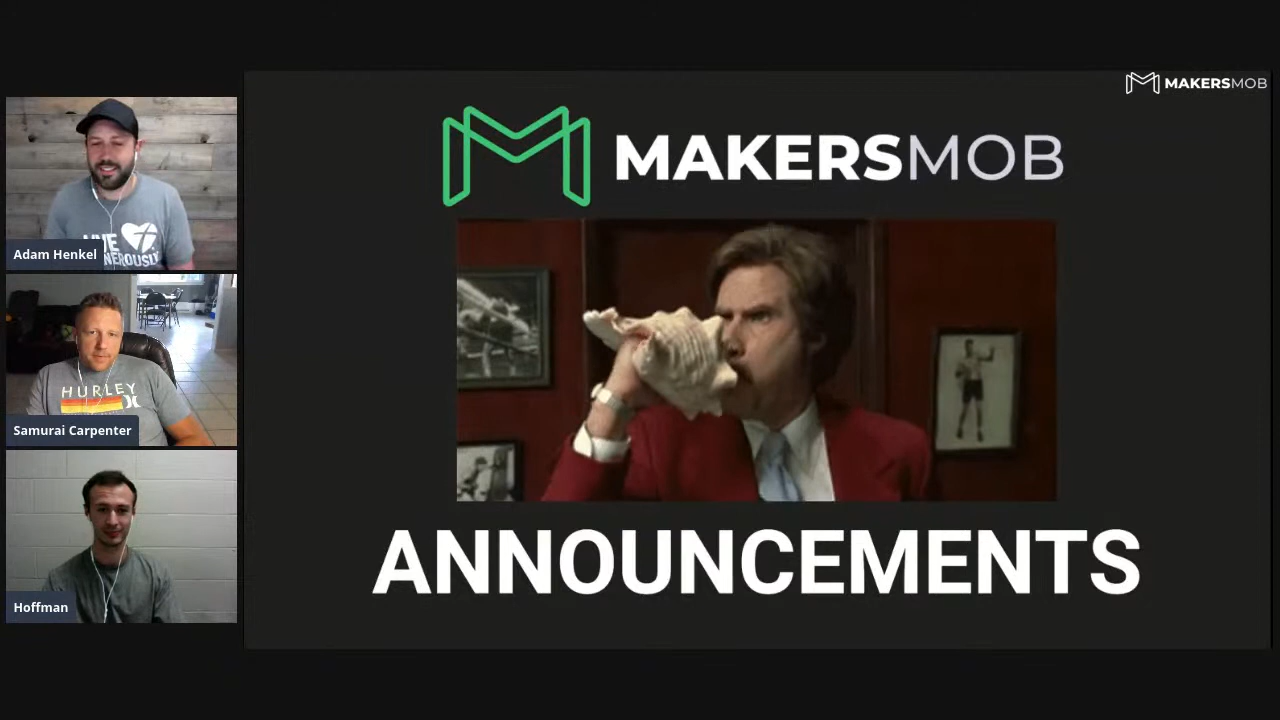 MAKERSMOB
MAKERSMOB
Adam Henkel
HURLEY
Samurai Carpenter
Hoffman
ANNOUNCEMENTS